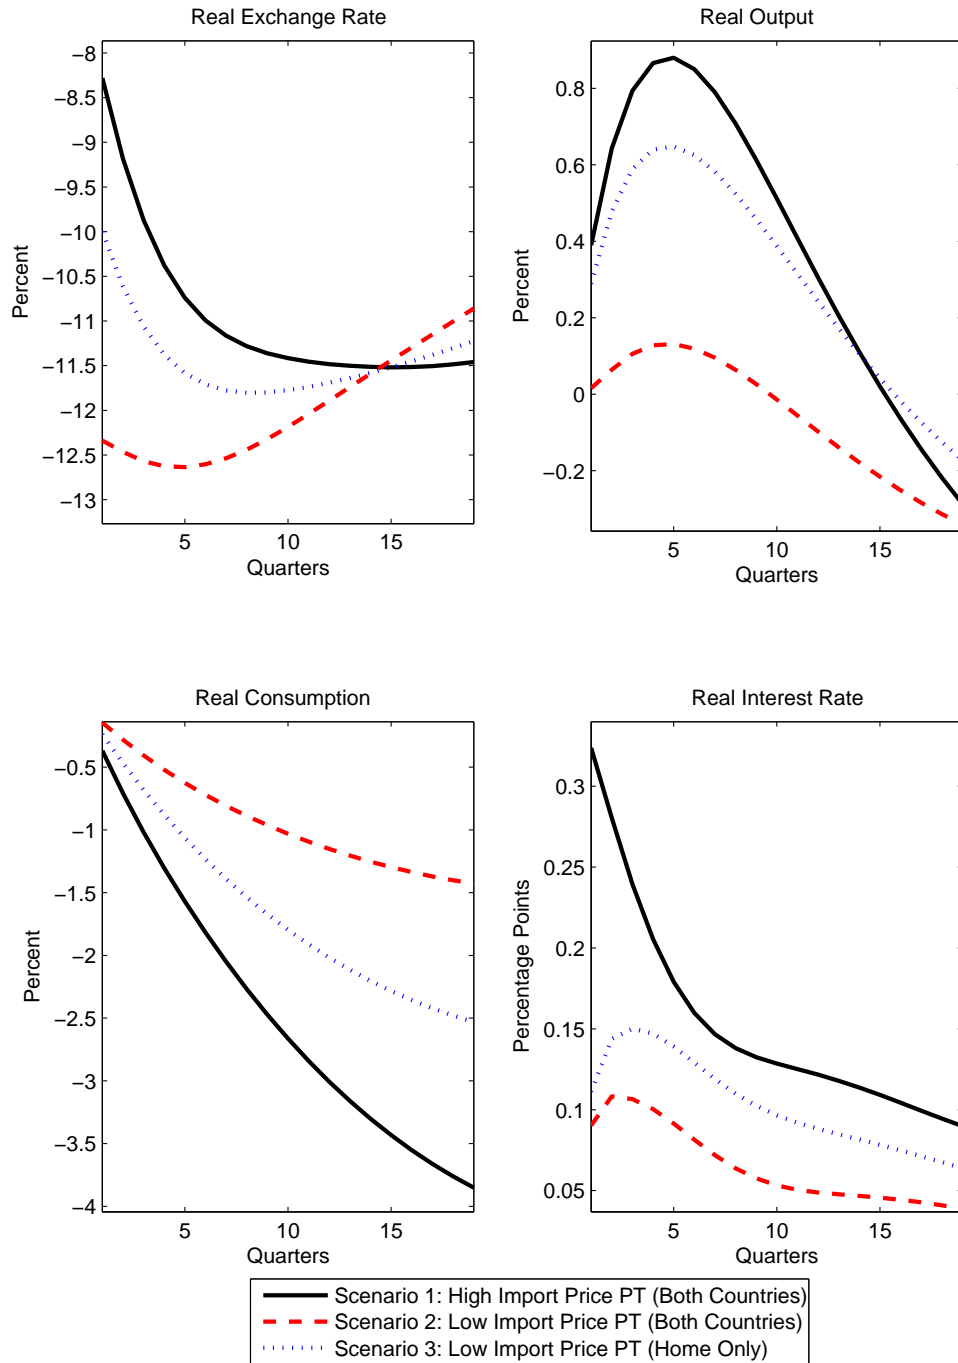 Real Exchange Rate
−8
−8.5
−9
−9.5
−10
−10.5
−11
−11.5
−12
−12.5
−13
Percent
5 10 15
Quarters
Real Output
0.8
0.6
0.4
0.2
0
−0.2
Percent
5 10 15
Quarters
Real Consumption
−0.5
−1
−1.5
−2
−2.5
−3
−3.5
−4
Percent
5 10 15
Quarters
Real Interest Rate
0.3
0.25
0.2
0.15
0.1
0.05
Percentage Points
5 10 15
Quarters
Scenario 1: High Import Price PT (Both Countries)
Scenario 2: Low Import Price PT (Both Countries)
Scenario 3: Low Import Price PT (Home Only)